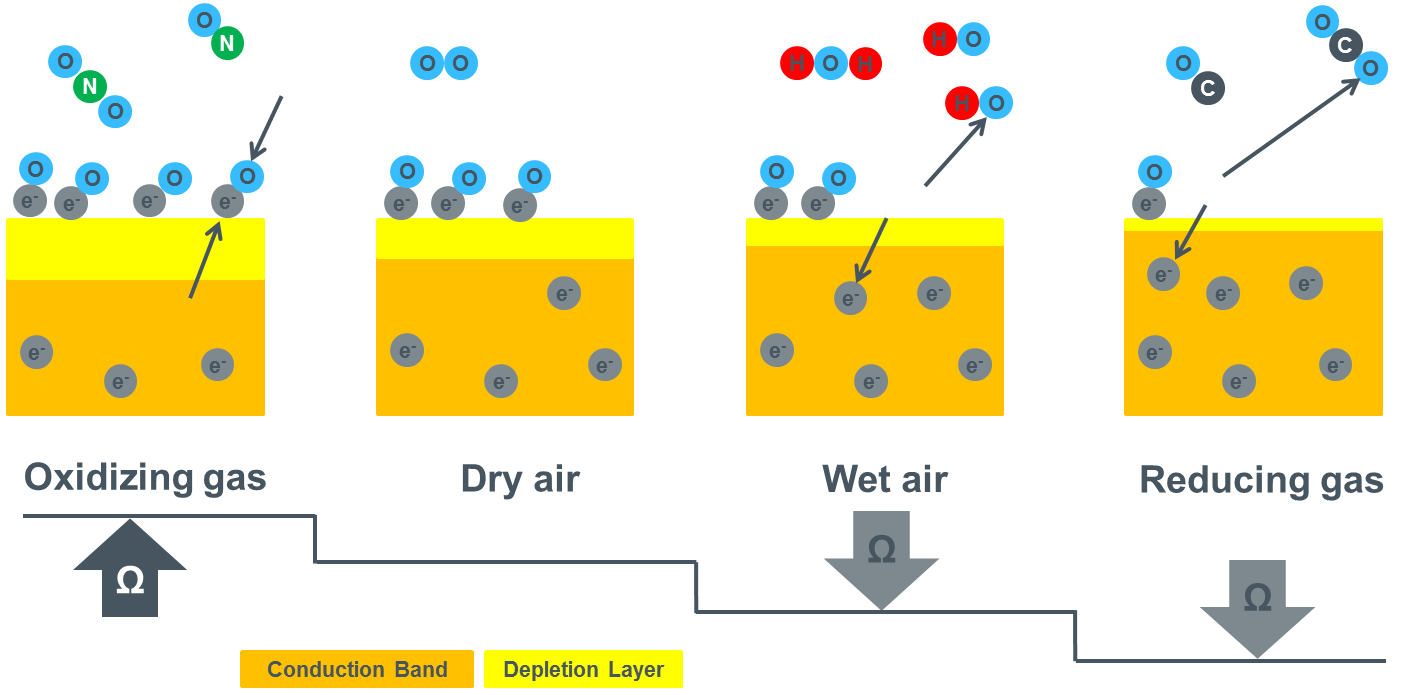 O N
O N O
O O
H O H
H O
H O
O C
O C O
O O O O
e- e- e- e-
O O O
e- e- e-
O O
e- e-
O
e-
e- e- e-
e- e- e- e-
e- e- e- e- e-
e- e- e- e- e- e-
Oxidizing gas
Dry air
Wet air
Reducing gas
Ω
Ω
Ω
Conduction Band
Depletion Layer